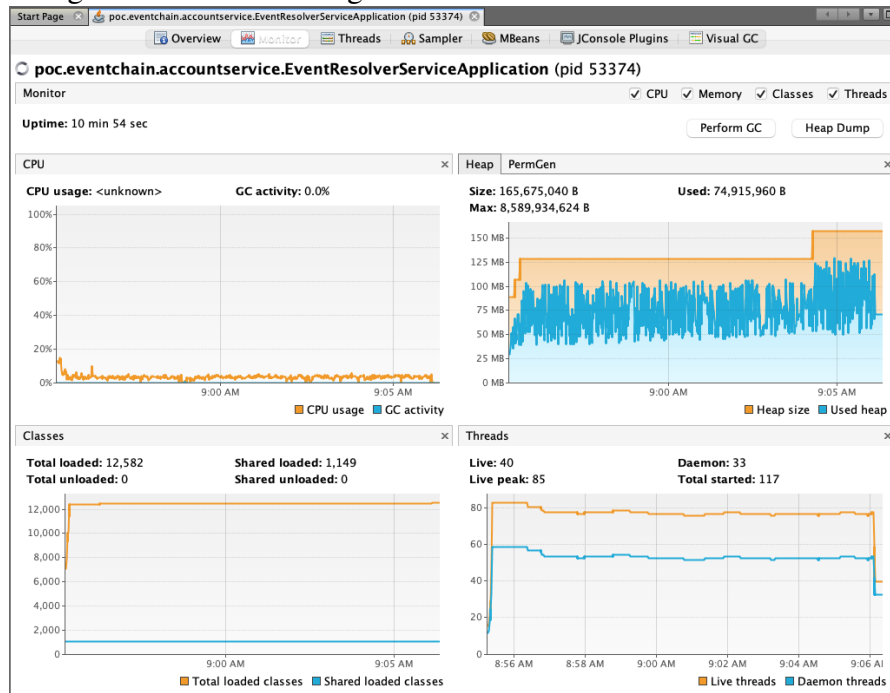 Start Page
poc.eventchain.accountservice.EventResolverServiceApplication (pid 53374)
Overview Monitor Threads Sampler MBeans JConsole Plugins Visual GC
poc.eventchain.accountservice.EventResolverServiceApplication (pid 53374)
Monitor
CPU Memory Classes Threads
Uptime: 10 min 54 sec
Perform GC Heap Dump
CPU
CPU usage: <unknown> GC activity: 0.0%
100%
80%
60%
40%
20%
0%
9:00 AM 9:05 AM
CPU usage GC activity
Heap PermGen
Size: 165,675,040 B Used: 74,915,960 B
Max: 8,589,934,624 B
150 MB
125 MB
100 MB
75 MB
50 MB
25 MB
0 MB
9:00 AM 9:05 AM
Heap size Used heap
Classes
Total loaded: 12,582 Shared loaded: 1,149
Total unloaded: 0 Shared unloaded: 0
12,000
10,000
8,000
6,000
4,000
2,000
0
9:00 AM 9:05 AM
Total loaded classes Shared loaded classes
Threads
Live: 40 Daemon: 33
Live peak: 85 Total started: 117
80
60
40
20
0
8:56 AM 8:58 AM 9:00 AM 9:02 AM 9:04 AM 9:06 AI
Live threads Daemon threads